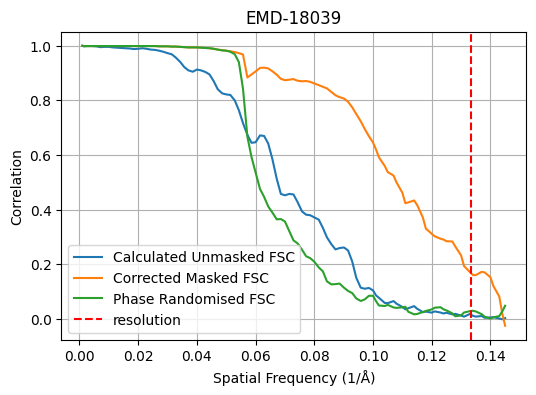 EMD-18039
1.0
0.8
0.6
0.4
0.2
0.0
Correlation
Calculated Unmasked FSC
Corrected Masked FSC
Phase Randomised FSC
resolution
0.00 0.02 0.04 0.06 0.08 0.10 0.12 0.14
Spatial Frequency (1/Å)